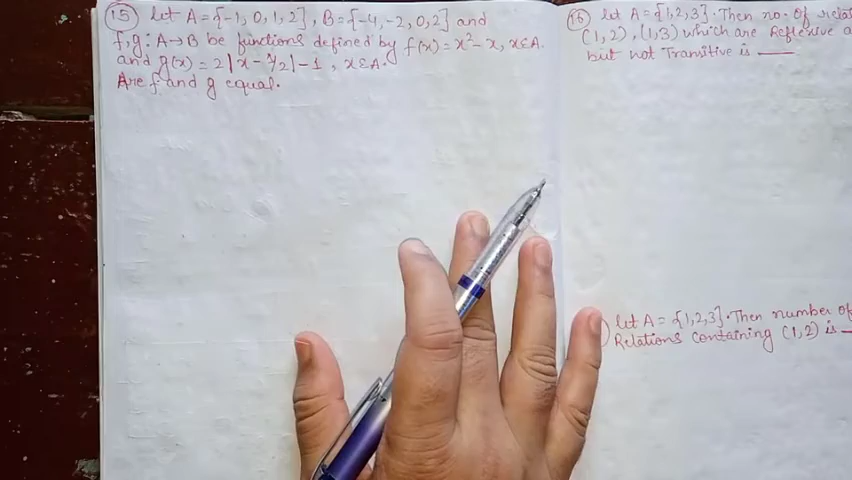 15 let A = {-1, 0, 1, 2}, B = {-4, -2, 0, 2} and
f, g: A→B be functions defined by f(x) = x² - x, x ε A.
and g(x) = 2|x - 1/2| - 1, x ε A.
Are f and g equal.
16 let A = {1,2,3}. Then no. of
(1,2), (1,3) which are Reflexive
but not Transitive is ___
let A = {1,2,3}. Then number of
Relations containing (1,2) is